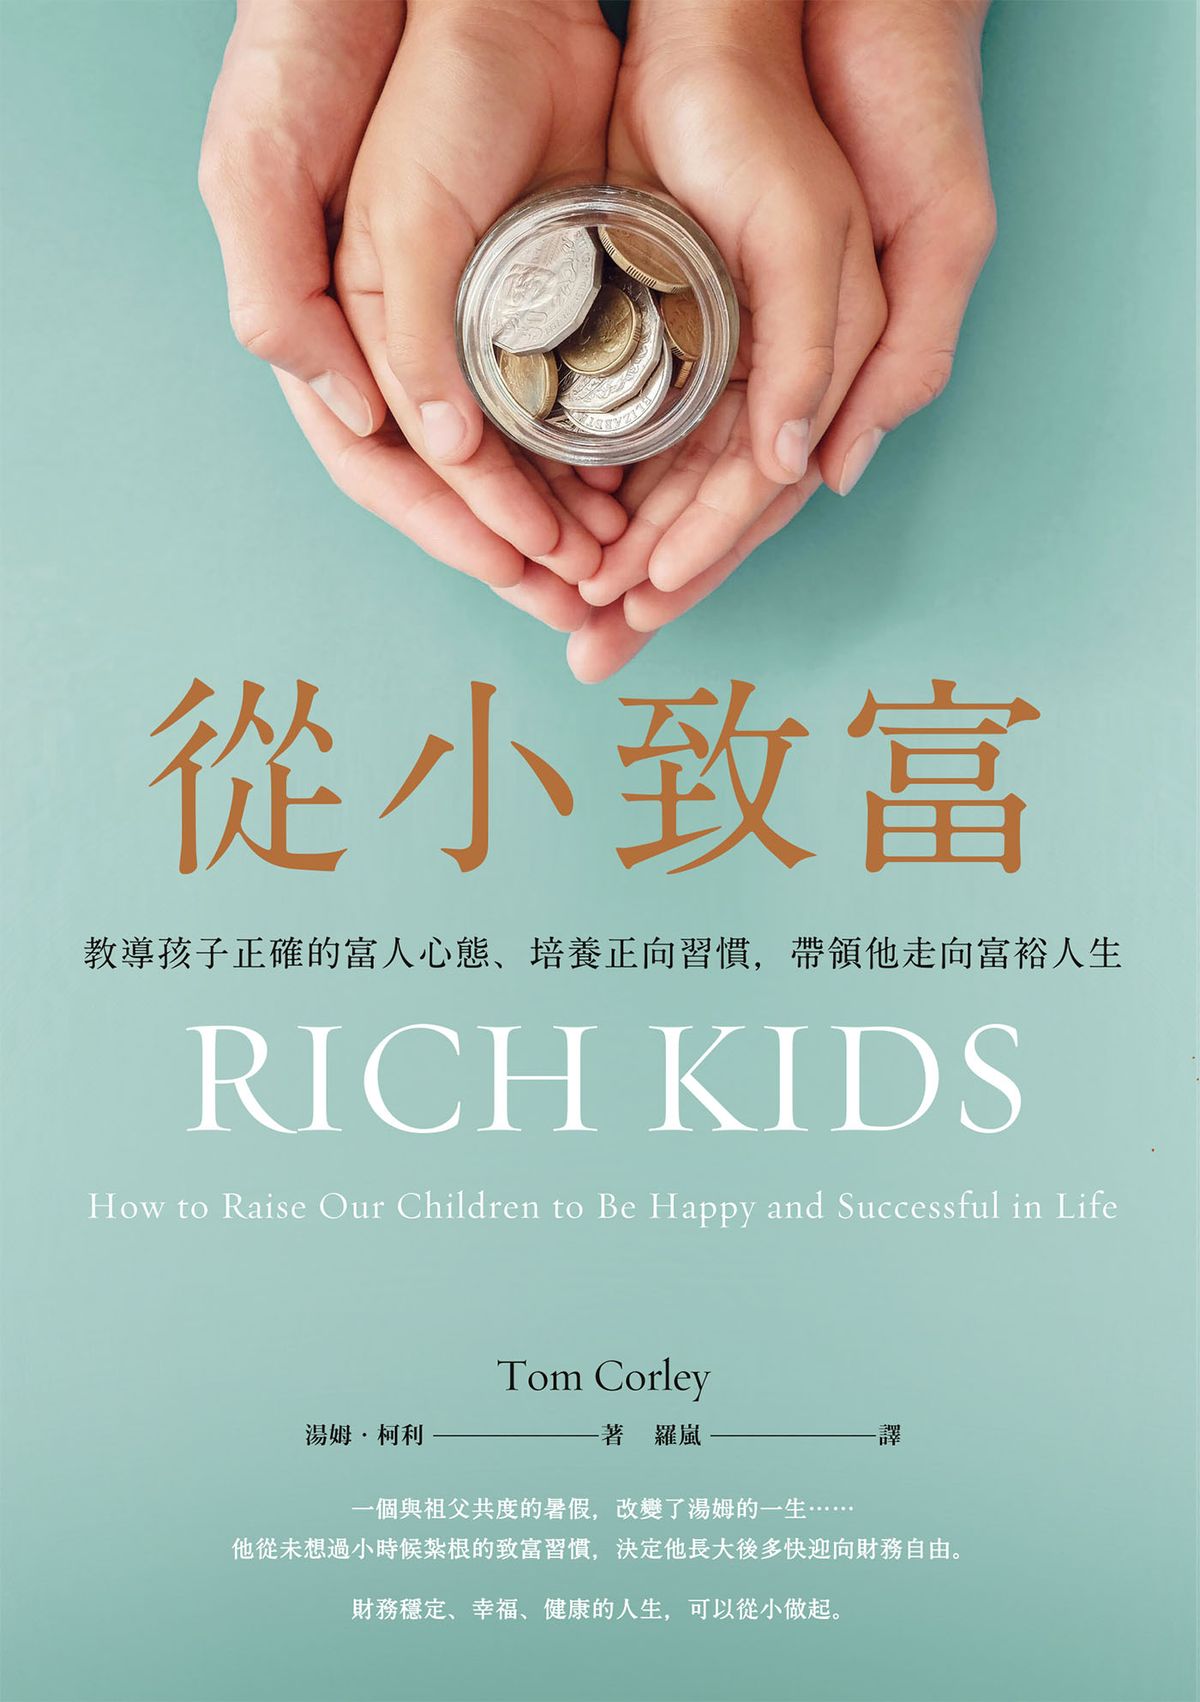 從小致富
教導孩子正確的富人心態、培養正向習慣，帶領他走向富裕人生
RICH KIDS
How to Raise Our Children to Be Happy and Successful in Life
Tom Corley
湯姆・柯利————著 羅嵐————譯
一個與祖父共度的暑假，改變了湯姆的一生……
他從未想過小時候紮根的致富習慣，決定他長大後多快迎向財務自由。
財務穩定、幸福、健康的人生，可以從小做起。